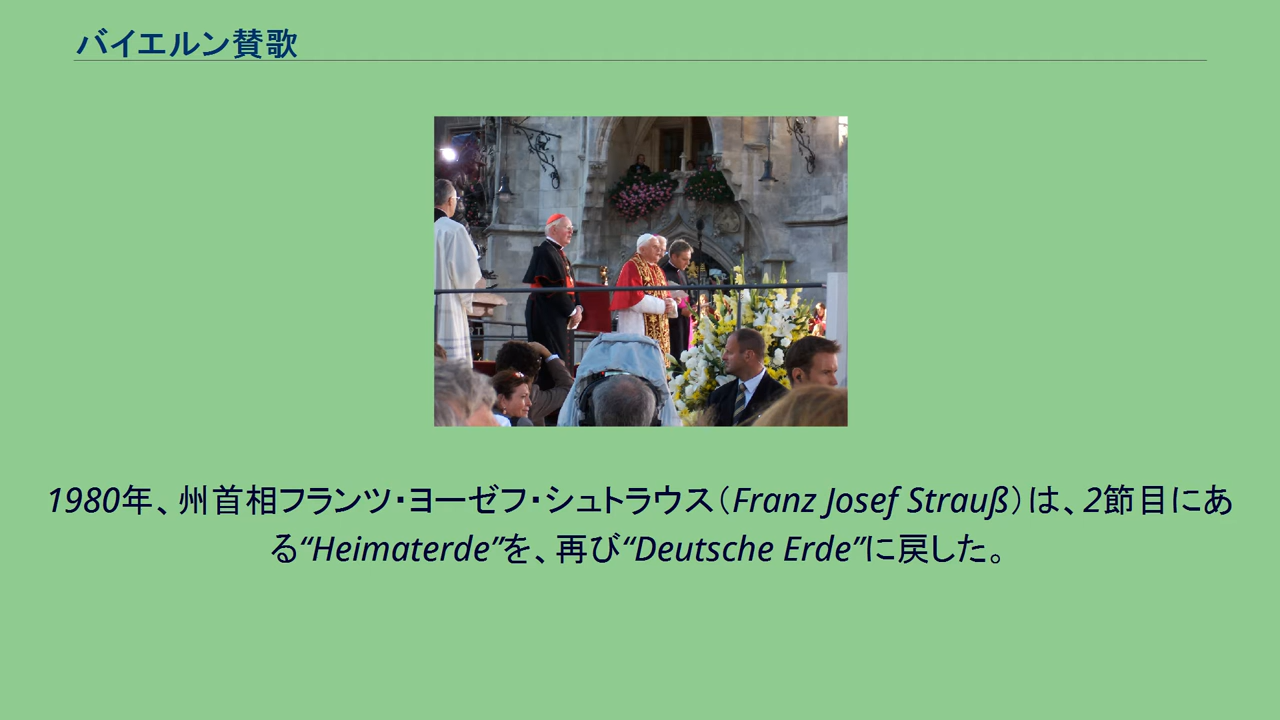 バイエルン賛歌
1980年、州首相フランツ・ヨーゼフ・シュトラウス（Franz Josef Strauß）は、2節目にあ
る“Heimaterde”を、再び“Deutsche Erde”に戻した。